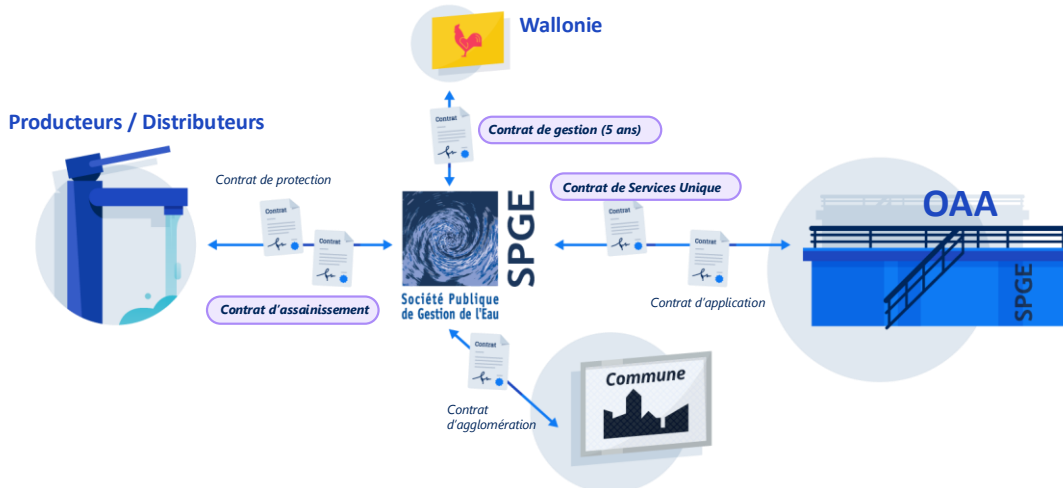 Wallonie
Contrat
Contrat de gestion (5 ans)
Producteurs / Distributeurs
Contrat de protection
Contrat
Contrat
Contrat d'assainissement
SPGE
Société Publique
de Gestion de l'Eau
Contrat de Services Unique
Contrat
Contrat
Contrat d'application
OAA
SPGE
Contrat
Contrat
d'agglomération
Commune